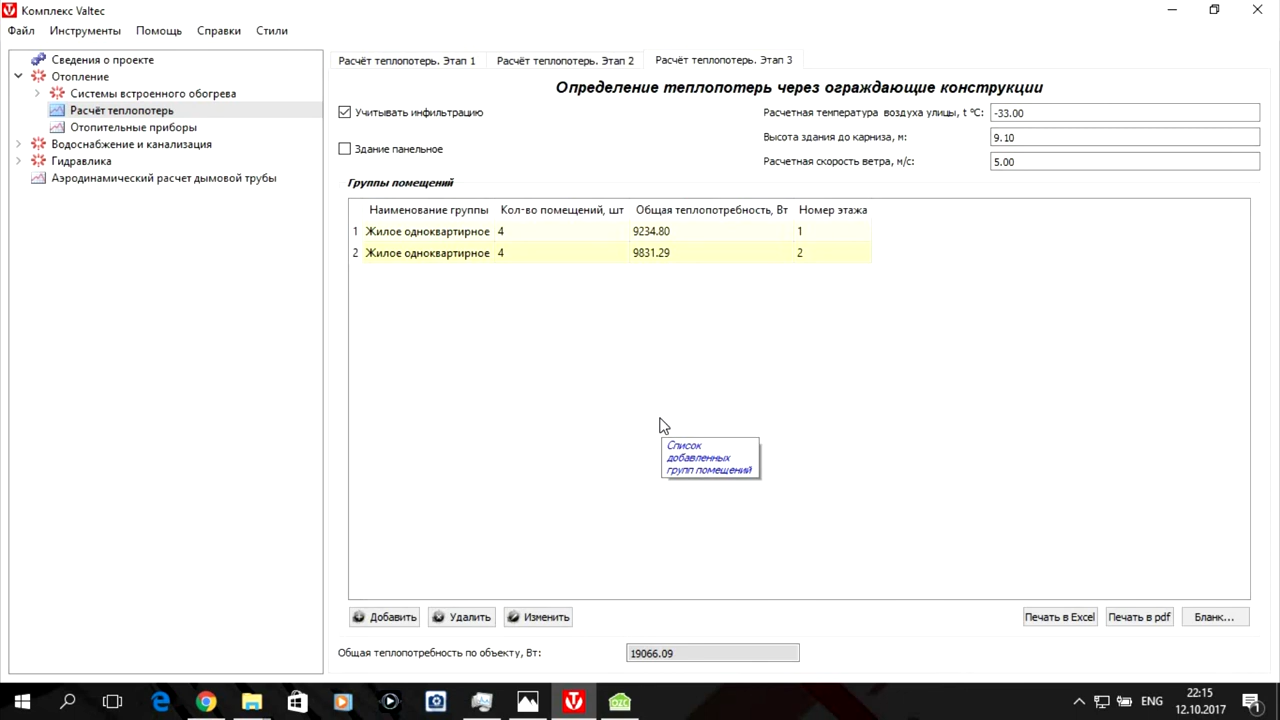 Комплекс Valtec
Файл Инструменты Помощь Справки Стили
Сведения о проекте
Отопление
Системы встроенного обогрева
Расчёт теплопотерь
Отопительные приборы
Водоснабжение и канализация
Гидравлика
Аэродинамический расчет дымовой трубы
Расчёт теплопотерь. Этап 1 Расчёт теплопотерь. Этап 2 Расчёт теплопотерь. Этап 3
Определение теплопотерь через ограждающие конструкции
Учитывать инфильтрацию
Здание панельное
Расчетная температура воздуха улицы, t °С: -33.00
Высота здания до карниза, м: 9.10
Расчетная скорость ветра, м/с: 5.00
Группы помещений
Наименование группы Кол-во помещений, шт Общая теплопотребность, Вт Номер этажа
1 Жилое одноквартирное 4 9234.80 1
2 Жилое одноквартирное 4 9831.29 2
Список
добавленных
групп помещений
Добавить Удалить Изменить Печать в Excel Печать в pdf Бланк...
Общая теплопотребность по объекту, Вт: 19066.09
OZC
ENG
22:15
12.10.2017
1